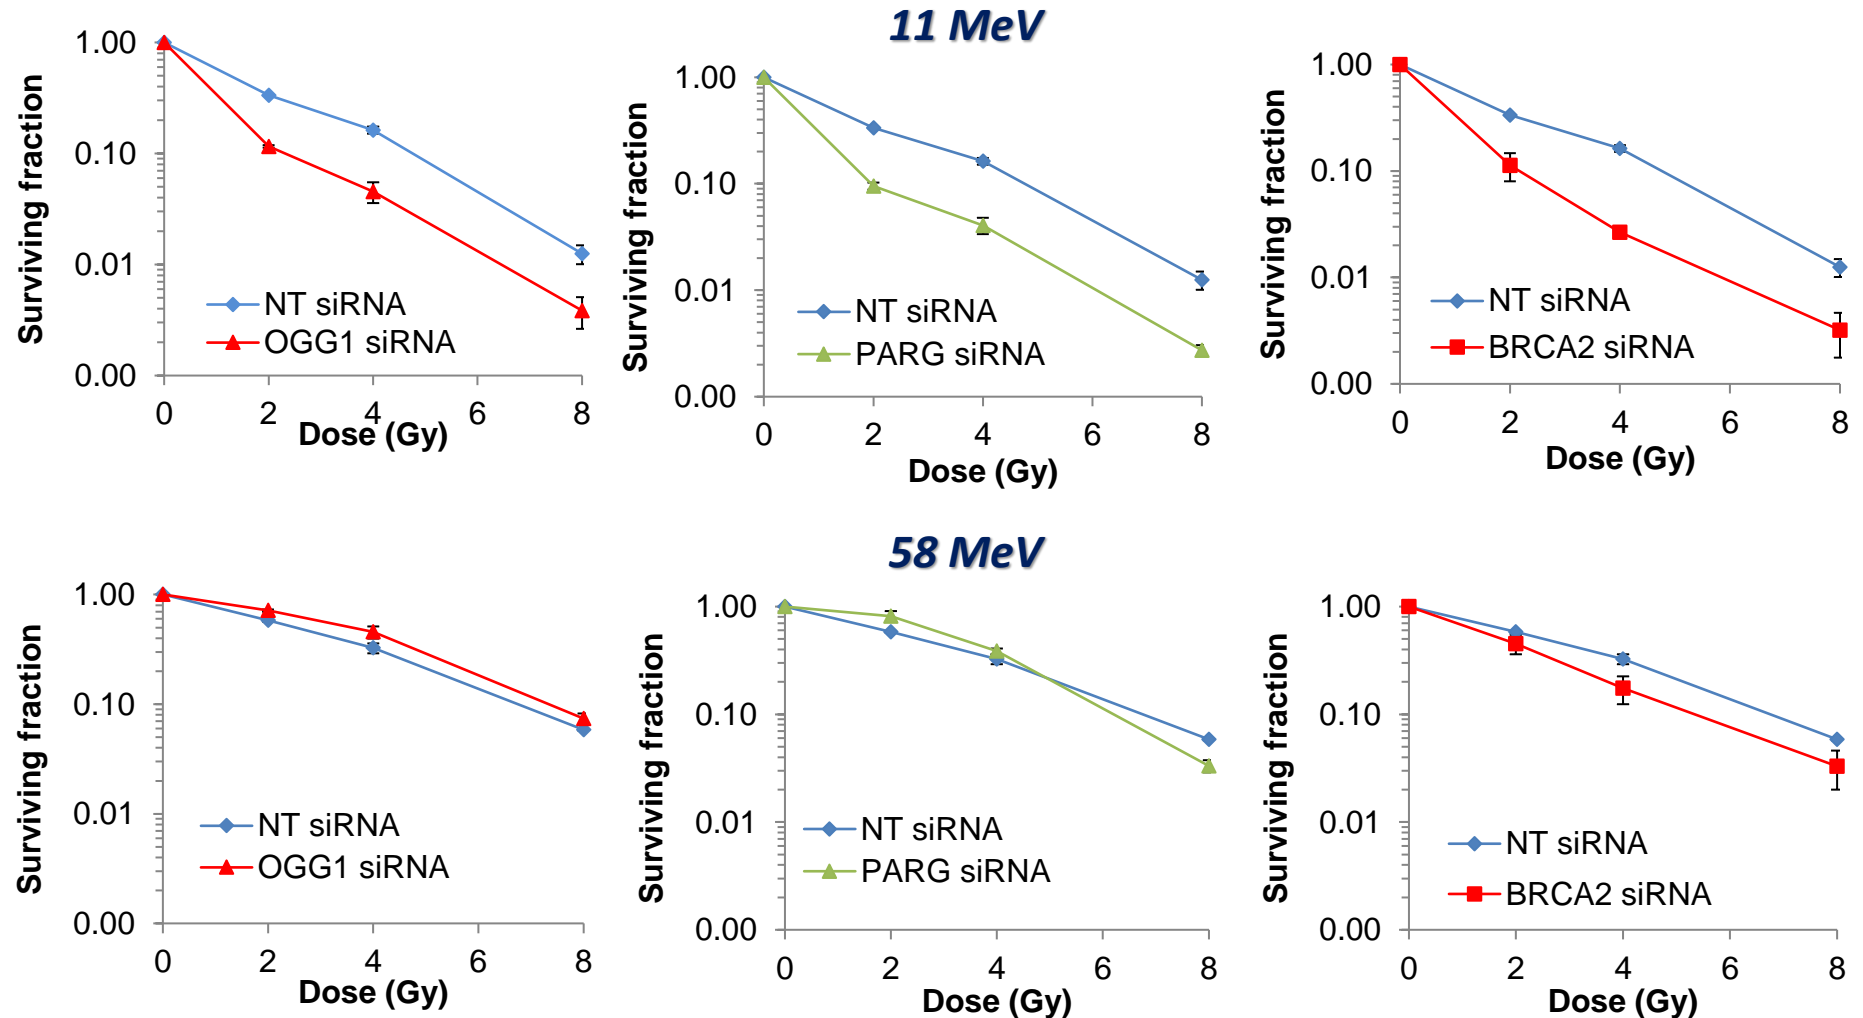 11 MeV
Surviving fraction
1.00
0.10
0.01
0.00
NT siRNA
OGG1 siRNA
0 2 4 6 8
Dose (Gy)
Surviving fraction
1.00
0.10
0.01
0.00
NT siRNA
PARG siRNA
0 2 4 6 8
Dose (Gy)
Surviving fraction
1.00
0.10
0.01
0.00
NT siRNA
BRCA2 siRNA
0 2 4 6 8
Dose (Gy)
58 MeV
Surviving fraction
1.00
0.10
0.01
0.00
NT siRNA
OGG1 siRNA
0 2 4 6 8
Dose (Gy)
Surviving fraction
1.00
0.10
0.01
0.00
NT siRNA
PARG siRNA
0 2 4 6 8
Dose (Gy)
Surviving fraction
1.00
0.10
0.01
0.00
NT siRNA
BRCA2 siRNA
0 2 4 6 8
Dose (Gy)